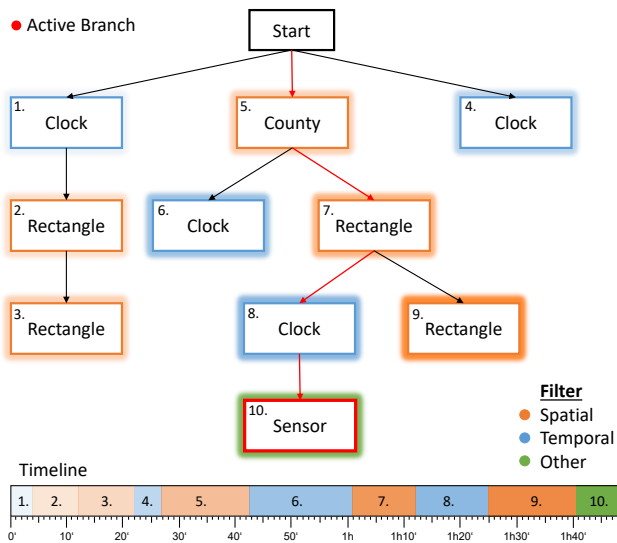 Active Branch
Start
1.
Clock
5.
County
4.
Clock
2.
Rectangle
6.
Clock
7.
Rectangle
3.
Rectangle
8.
Clock
9.
Rectangle
10.
Sensor
Filter
Spatial
Temporal
Other
Timeline
1. 2. 3. 4. 5. 6. 7. 8. 9. 10.
0' 10' 20' 30' 40' 50' 1h 1h10' 1h20' 1h30' 1h40'